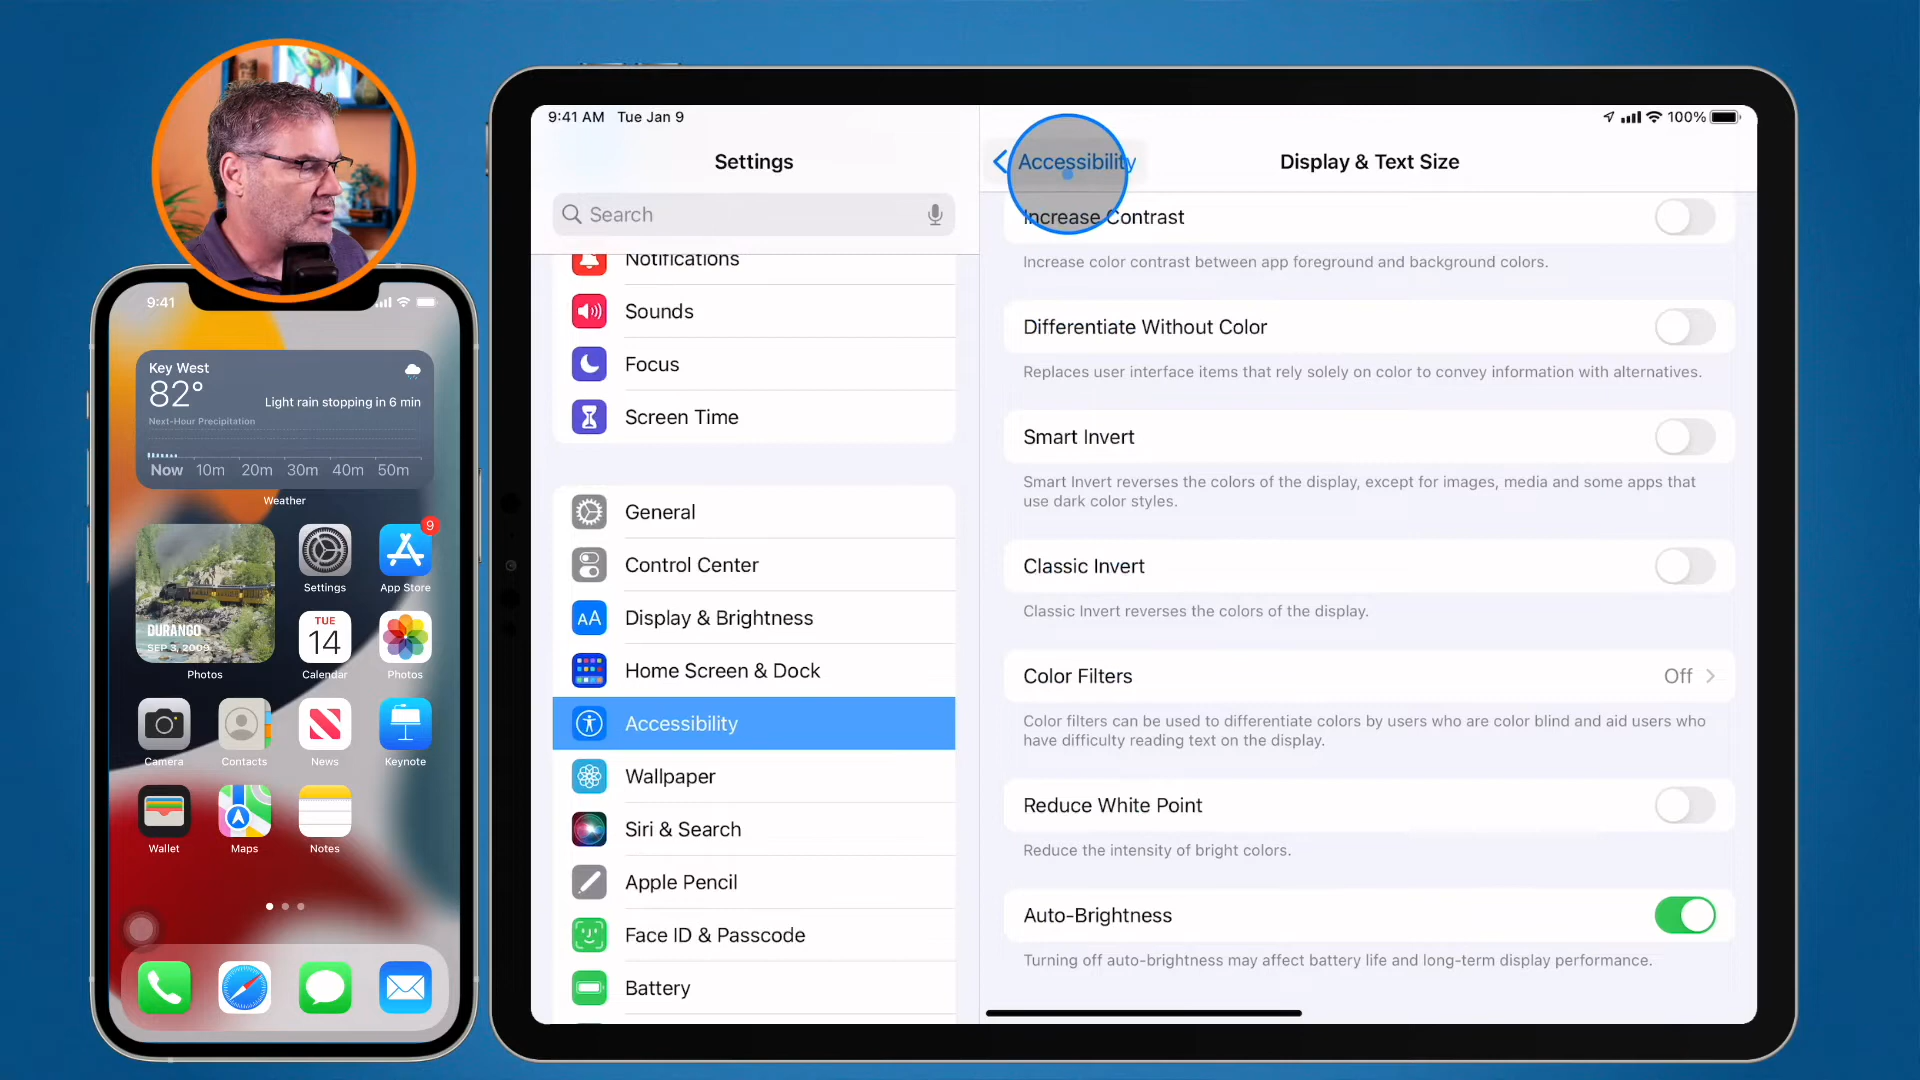 9:41
Key West
82°
Light rain stopping in 6 min
Next-Hour Precipitation
Now 10m 20m 30m 40m 50m
Weather
DURANGO
SEP 3, 2009
Photos
Settings
9
App Store
TUE
14
Calendar
Photos
Camera
Contacts
News
Keynote
Wallet
Maps
Notes
9:41 AM Tue Jan 9
100%
Settings
Search
Notifications
Sounds
Focus
Screen Time
General
Control Center
AA
Display & Brightness
Home Screen & Dock
Accessibility
Wallpaper
Siri & Search
Apple Pencil
Face ID & Passcode
Battery
Accessibility
Display & Text Size
Increase Contrast
Increase color contrast between app foreground and background colors.
Differentiate Without Color
Replaces user interface items that rely solely on color to convey information with alternatives.
Smart Invert
Smart Invert reverses the colors of the display, except for images, media and some apps that
use dark color styles.
Classic Invert
Classic Invert reverses the colors of the display.
Color Filters
Off
Color filters can be used to differentiate colors by users who are color blind and aid users who
have difficulty reading text on the display.
Reduce White Point
Reduce the intensity of bright colors.
Auto-Brightness
Turning off auto-brightness may affect battery life and long-term display performance.